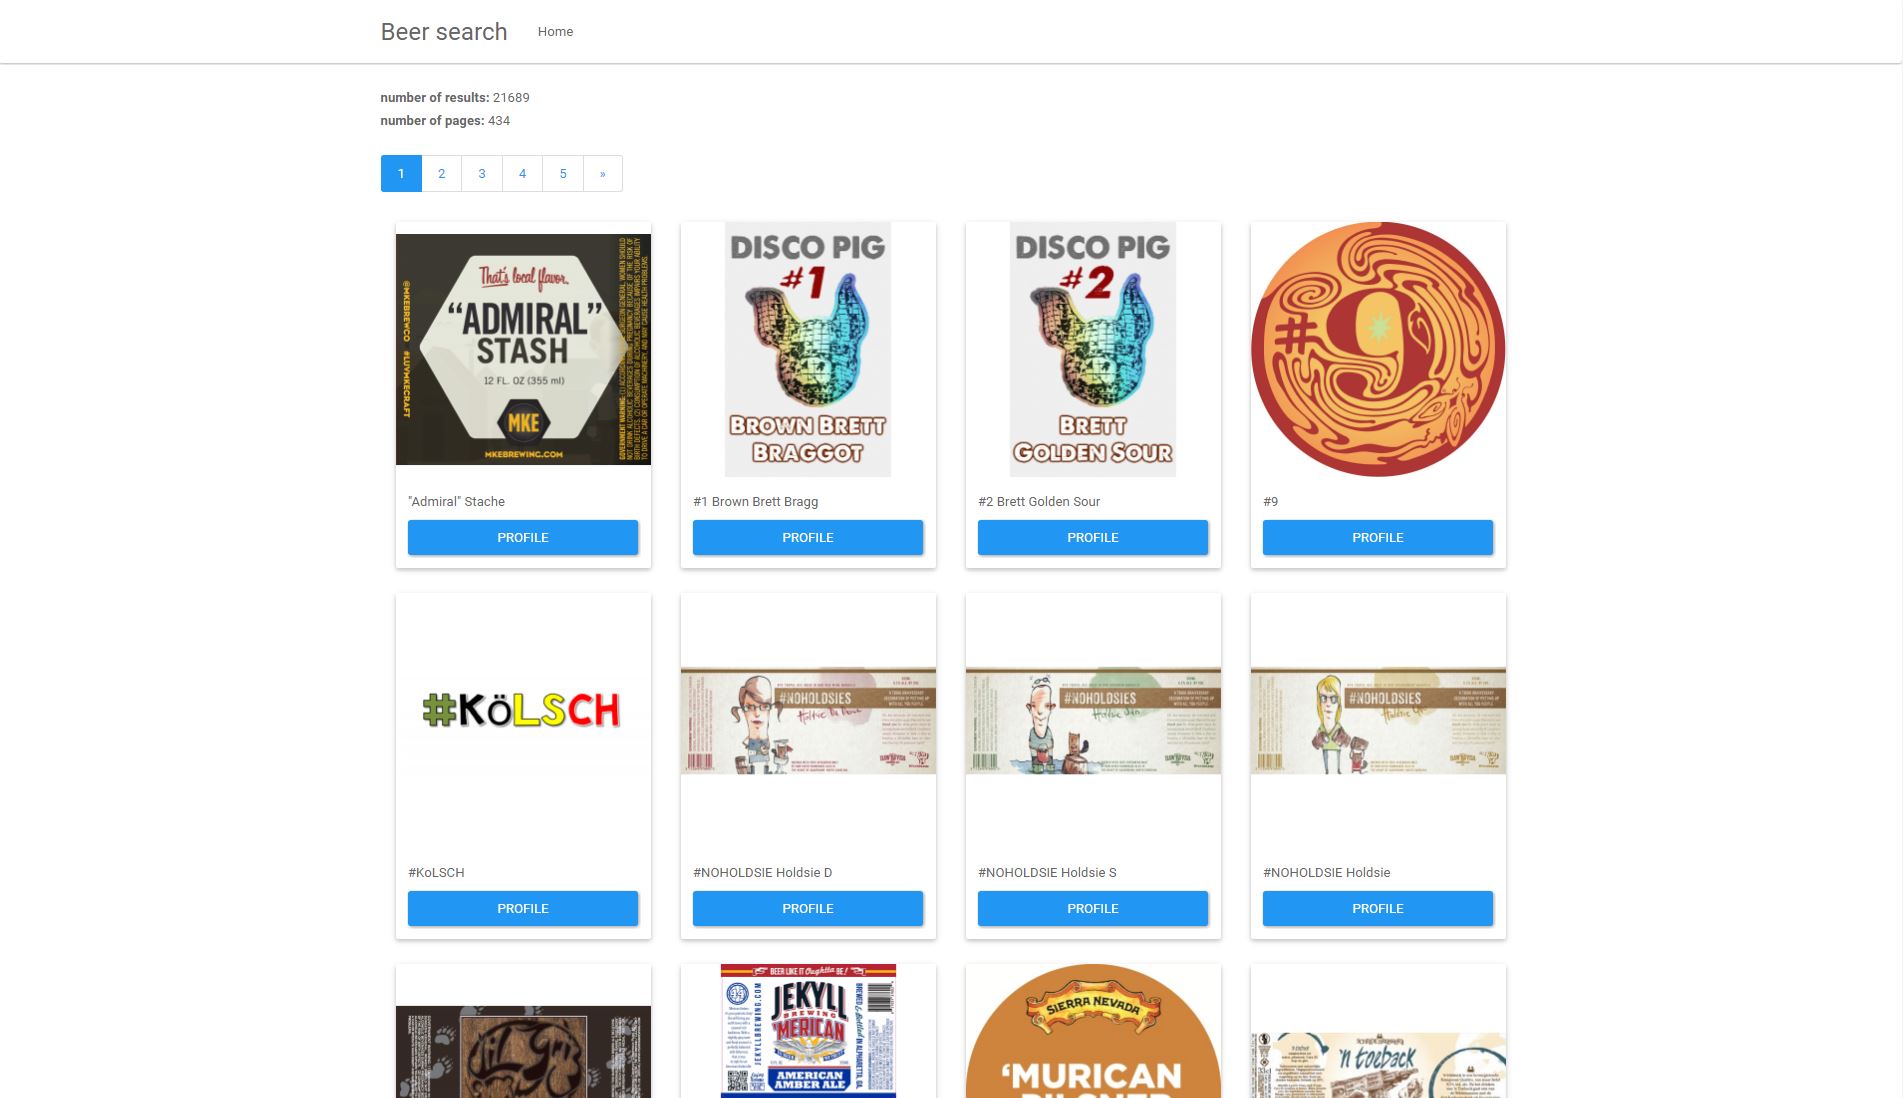 Beer search
Home
number of results: 21689
number of pages: 434
1 2 3 4 5 »
@MKEBREWCO #LUVMKECRAFT
That's local flavor.
"ADMIRAL"
STASH
12 FL. OZ (355 ml)
MKE
MKEBREWING.COM
DISCO PIG
#1
BROWN BRETT
BRAGGOT
DISCO PIG
#2
BRETT
GOLDEN SOUR
#9
"Admiral" Stache
#1 Brown Brett Bragg
#2 Brett Golden Sour
#9
PROFILE
PROFILE
PROFILE
PROFILE
#KöLSCH
#NOHOLDSIES
#NOHOLDSIES
#NOHOLDSIES
#KoLSCH
#NOHOLDSIE Holdsie D
#NOHOLDSIE Holdsie S
#NOHOLDSIE Holdsie
PROFILE
PROFILE
PROFILE
PROFILE
BEER LIKE IT Oughtta BE!
JEKYLL
BREWING
'MERICAN
JEKYLLBREWING.COM
AMERICAN
AMBER ALE
SIERRA NEVADA
'MURICAN
PILSNER
'n toeback